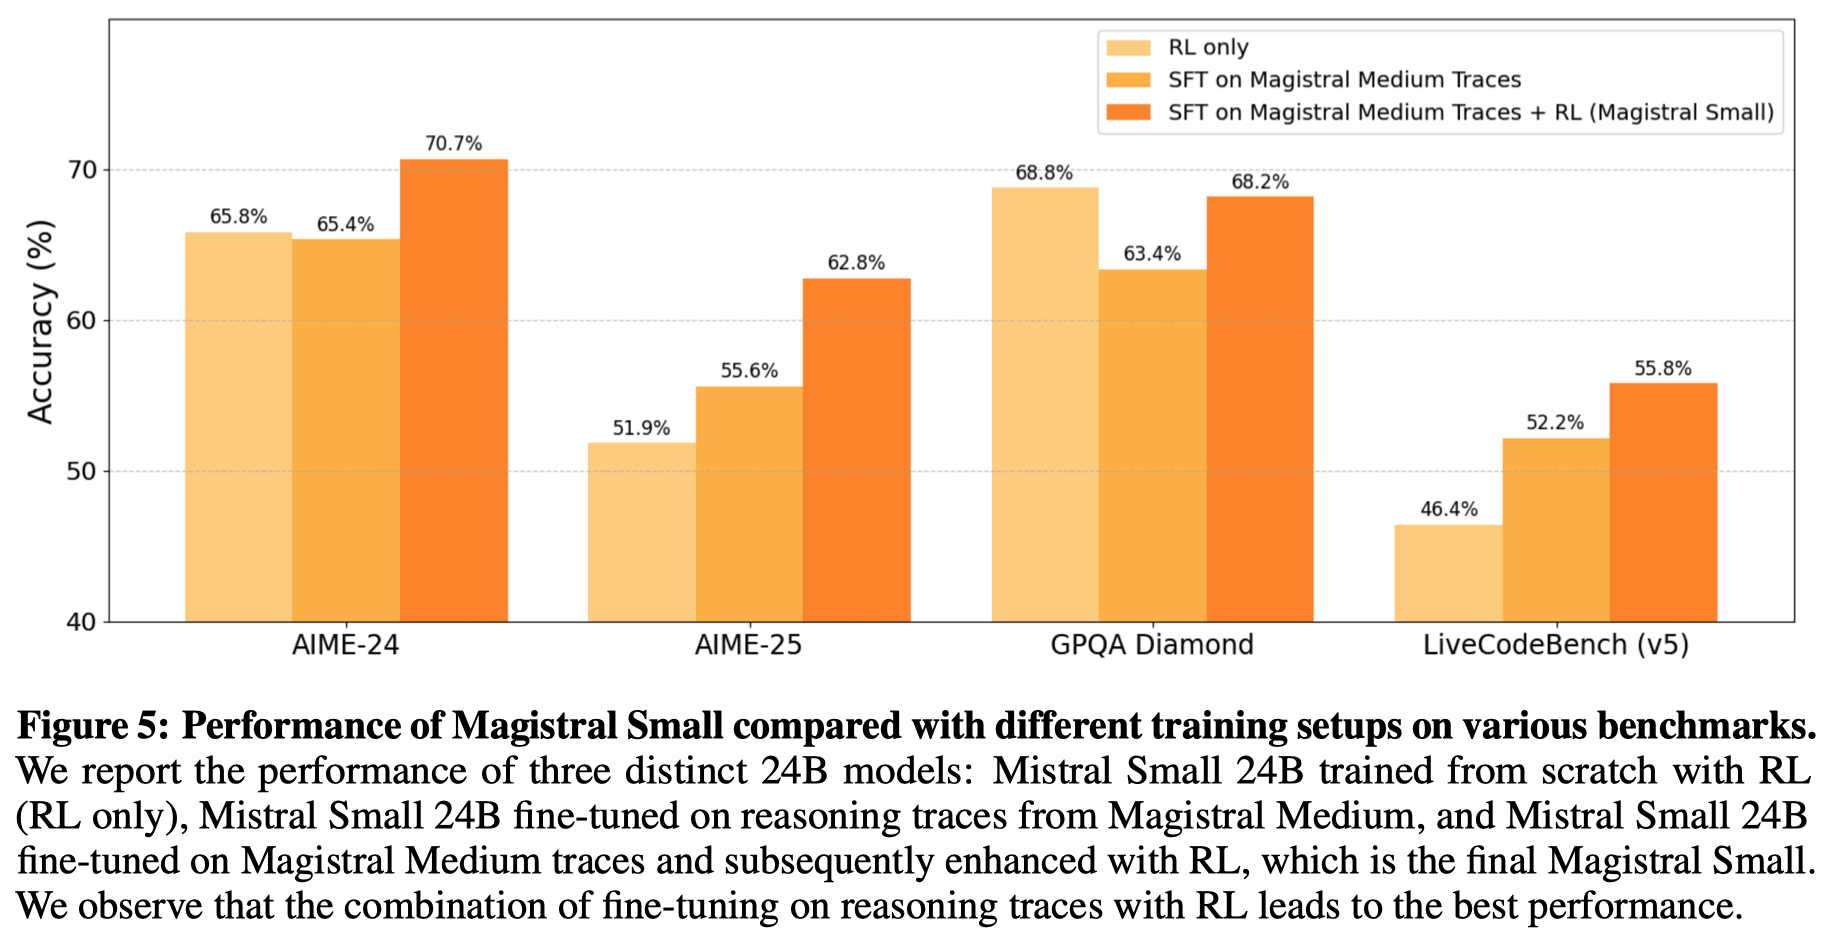 RL only
SFT on Magistral Medium Traces
SFT on Magistral Medium Traces + RL (Magistral Small)
Accuracy (%)
70
60
50
40
65.8%
65.4%
70.7%
51.9%
55.6%
62.8%
68.8%
63.4%
68.2%
46.4%
52.2%
55.8%
AIME-24
AIME-25
GPQA Diamond
LiveCodeBench (v5)
Figure 5: Performance of Magistral Small compared with different training setups on various benchmarks.
We report the performance of three distinct 24B models: Mistral Small 24B trained from scratch with RL
(RL only), Mistral Small 24B fine-tuned on reasoning traces from Magistral Medium, and Mistral Small 24B
fine-tuned on Magistral Medium traces and subsequently enhanced with RL, which is the final Magistral Small.
We observe that the combination of fine-tuning on reasoning traces with RL leads to the best performance.